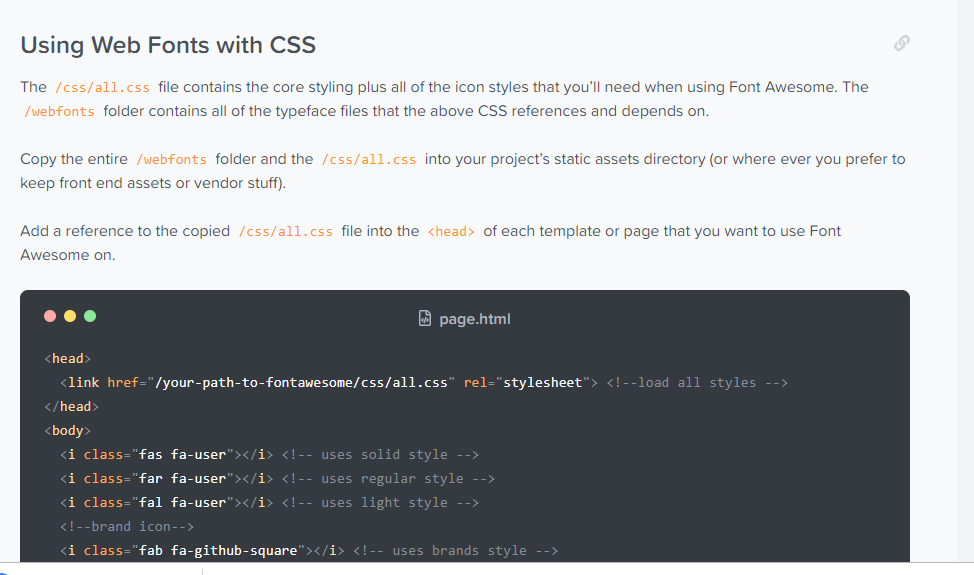 Using Web Fonts with CSS
The /css/all.css file contains the core styling plus all of the icon styles that you’ll need when using Font Awesome. The
/webfonts folder contains all of the typeface files that the above CSS references and depends on.
Copy the entire /webfonts folder and the /css/all.css into your project’s static assets directory (or where ever you prefer to
keep front end assets or vendor stuff).
Add a reference to the copied /css/all.css file into the <head> of each template or page that you want to use Font
Awesome on.
page.html
<head>
<link href="/your-path-to-fontawesome/css/all.css" rel="stylesheet"> <!--load all styles -->
</head>
<body>
<i class="fas fa-user"></i> <!-- uses solid style -->
<i class="far fa-user"></i> <!-- uses regular style -->
<i class="fal fa-user"></i> <!-- uses light style -->
<!--brand icon-->
<i class="fab fa-github-square"></i> <!-- uses brands style -->